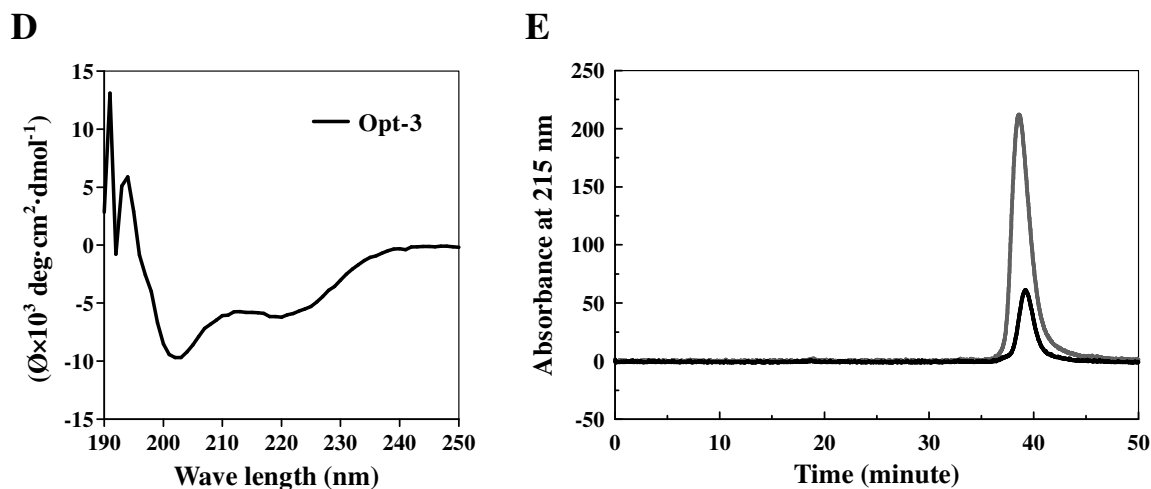 D
(Ø×10³ deg·cm²·dmol⁻¹)
15
10
5
0
-5
-10
-15
Opt-3
190 200 210 220 230 240 250
Wave length (nm)
E
Absorbance at 215 nm
250
200
150
100
50
0
-50
0 10 20 30 40 50
Time (minute)